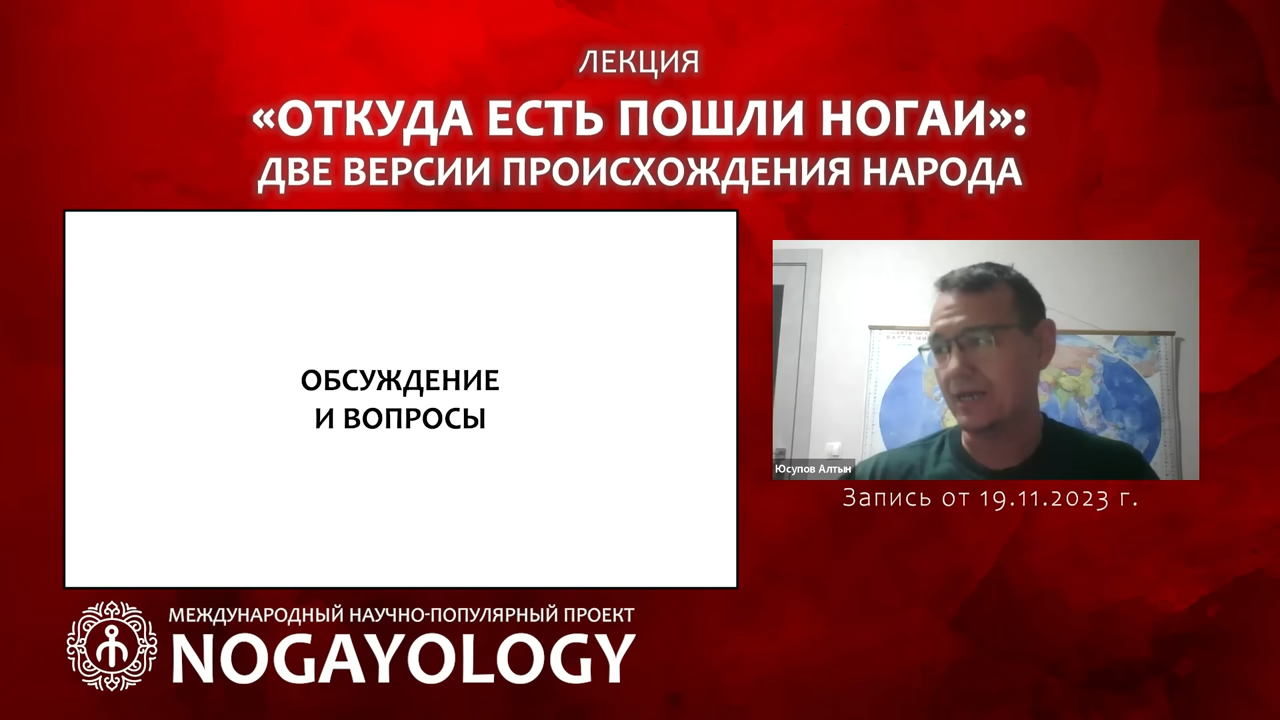 ЛЕКЦИЯ
«ОТКУДА ЕСТЬ ПОШЛИ НОГАИ»:
ДВЕ ВЕРСИИ ПРОИСХОЖДЕНИЯ НАРОДА
ОБСУЖДЕНИЕ
И ВОПРОСЫ
Юсупов Алтын
Запись от 19.11.2023 г.
МЕЖДУНАРОДНЫЙ НАУЧНО-ПОПУЛЯРНЫЙ ПРОЕКТ
NOGAYOLOGY